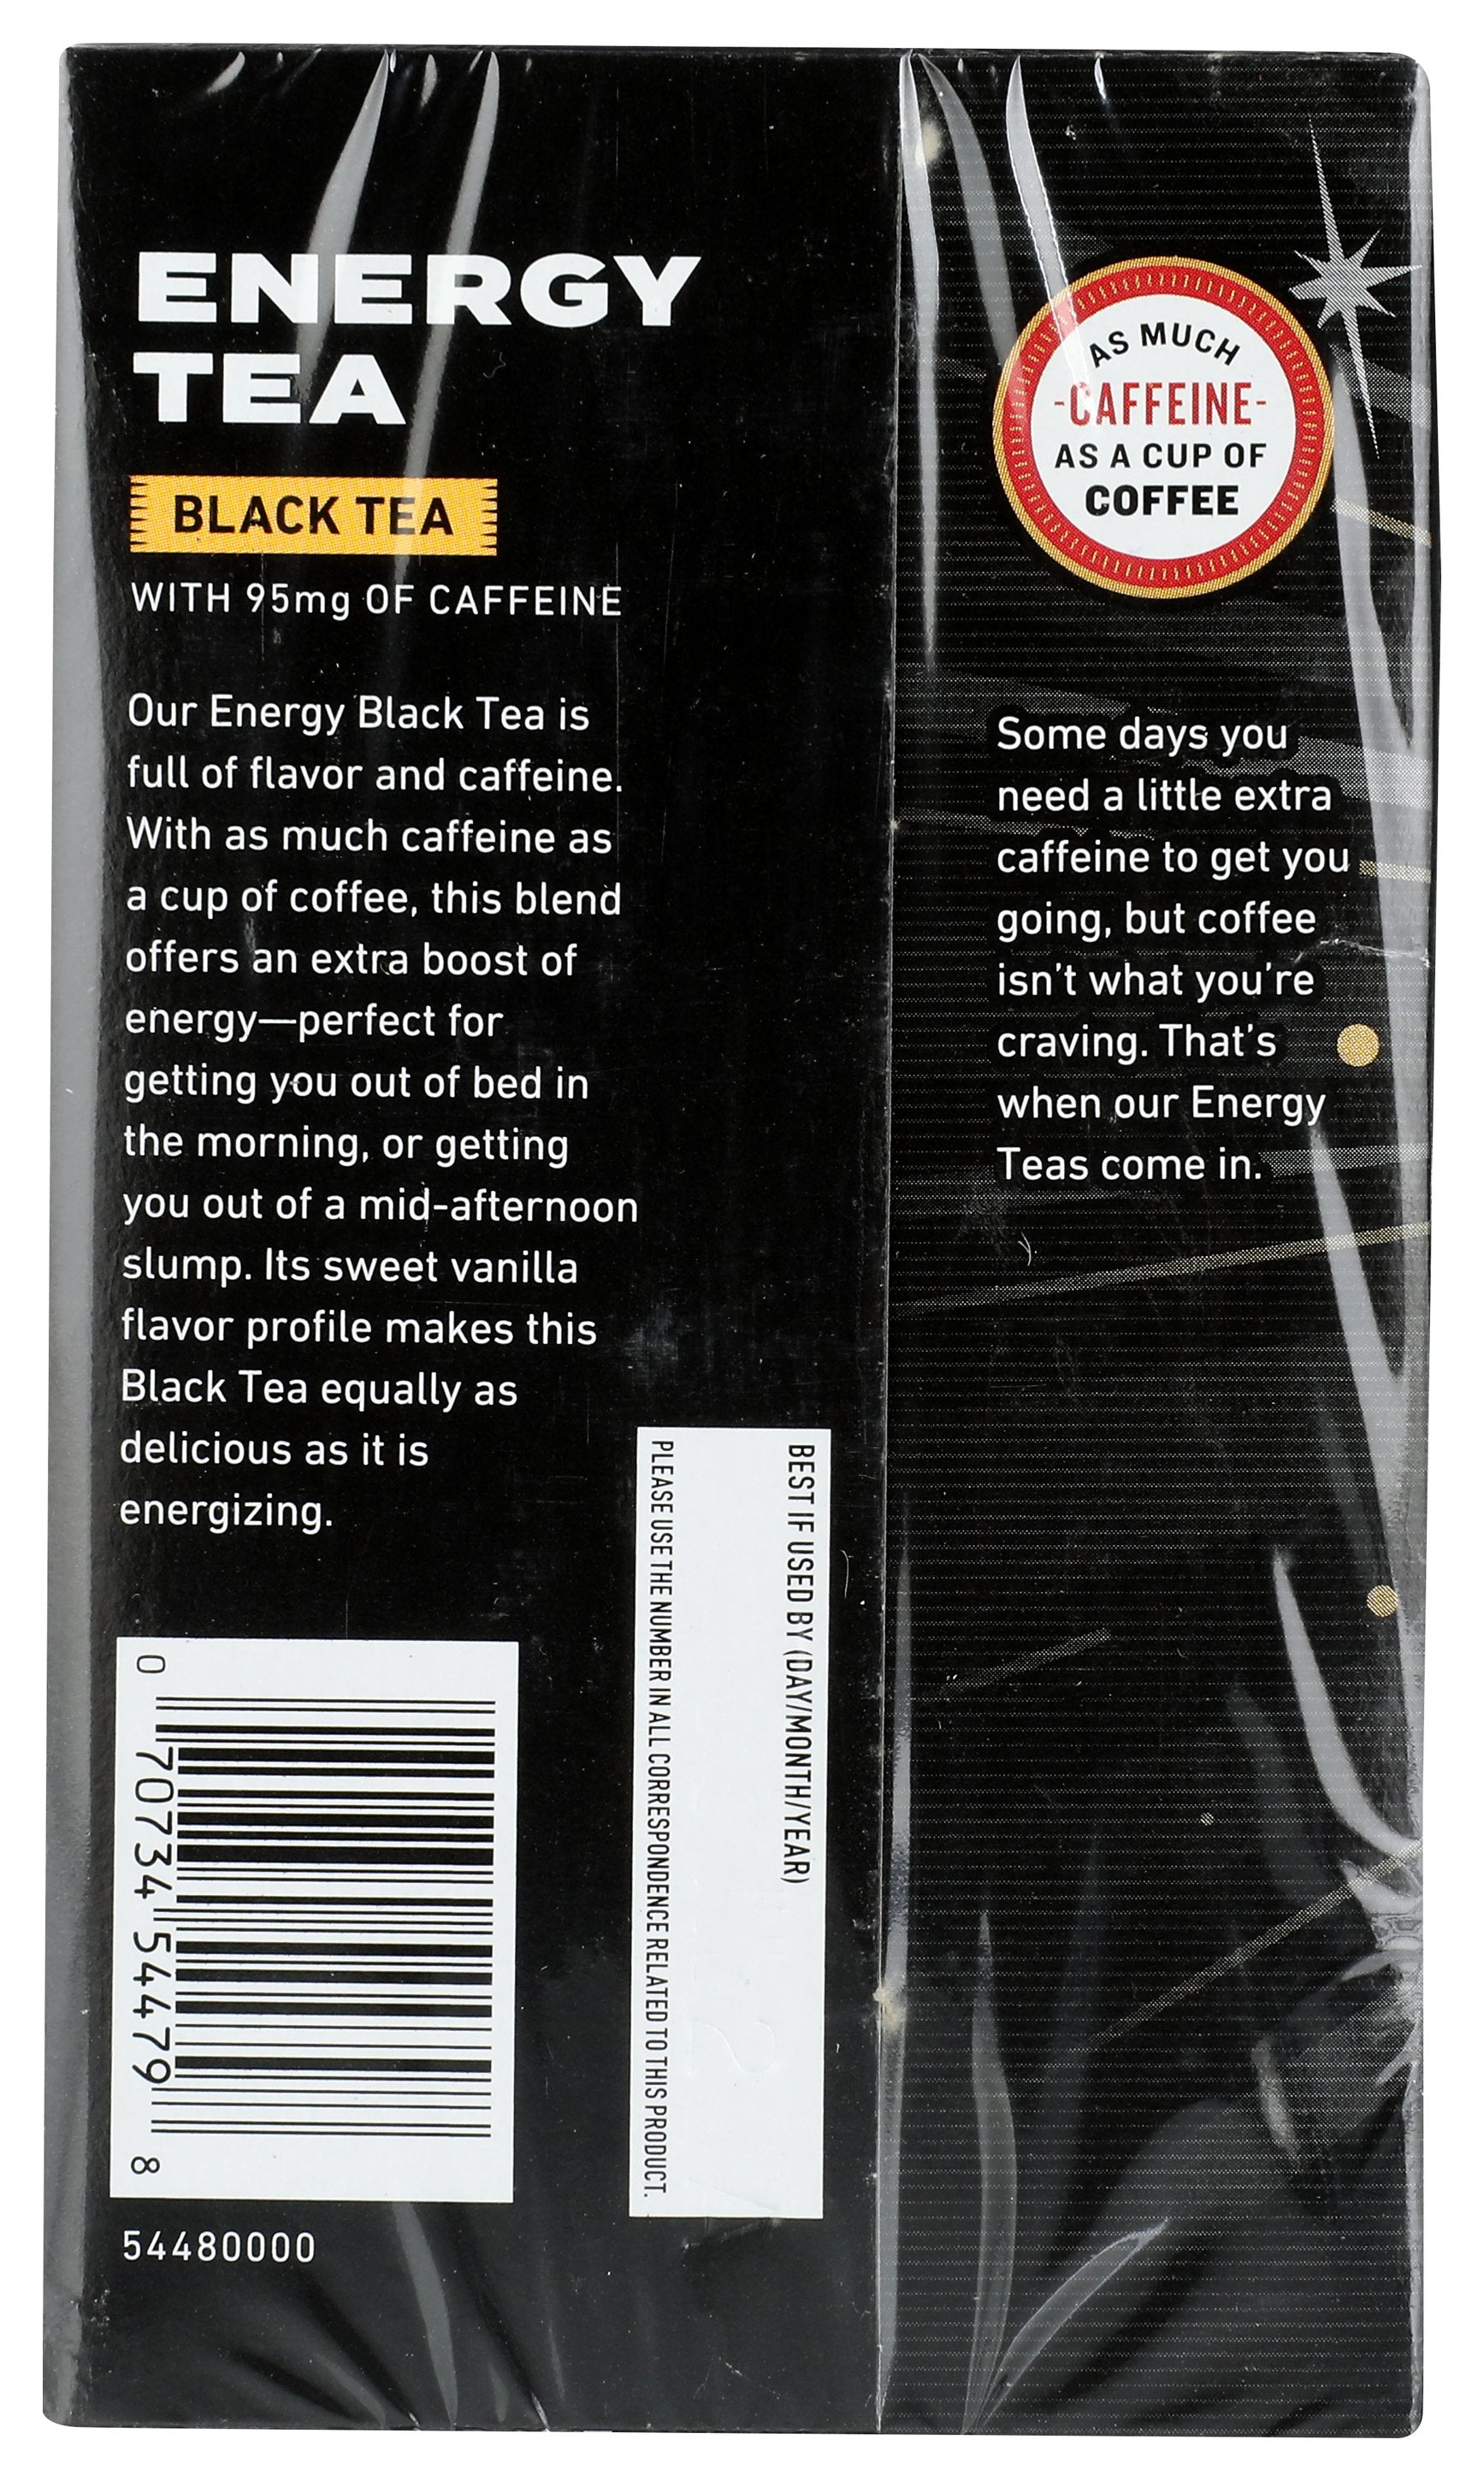 ENERGY
TEA
BLACK TEA
WITH 95mg OF CAFFEINE
Our Energy Black Tea is
full of flavor and caffeine.
With as much caffeine as
a cup of coffee, this blend
offers an extra boost of
energy—perfect for
getting you out of bed in
the morning, or getting
you out of a mid-afternoon
slump. Its sweet vanilla
flavor profile makes this
Black Tea equally as
delicious as it is
energizing.
0 70734 54479 8
54480000
BEST IF USED BY (DAY/MONTH/YEAR)
PLEASE USE THE NUMBER IN ALL CORRESPONDENCE RELATED TO THIS PRODUCT.
AS MUCH
-CAFFEINE-
AS A CUP OF
COFFEE
Some days you
need a little extra
caffeine to get you
going, but coffee
isn't what you're
craving. That's
when our Energy
Teas come in.